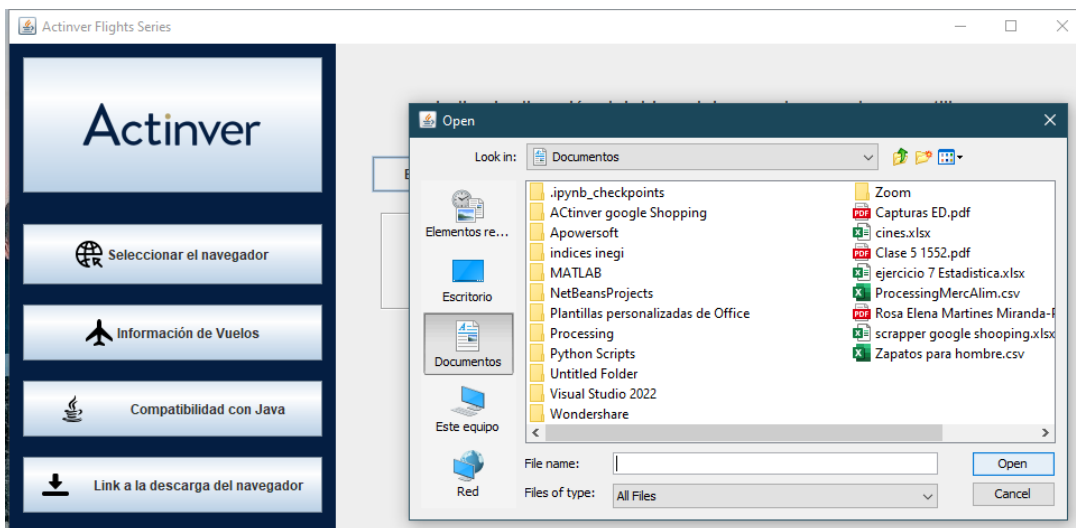 Actinver Flights Series
Actinver
Seleccionar el navegador
Información de Vuelos
Compatibilidad con Java
Link a la descarga del navegador
Open
Look in:
Documentos
Elementos re...
Escritorio
Documentos
Este equipo
Red
.ipynb_checkpoints
ACtinver google Shopping
Apowersoft
indices inegi
MATLAB
NetBeansProjects
Plantillas personalizadas de Office
Processing
Python Scripts
Untitled Folder
Visual Studio 2022
Wondershare
Zoom
PDF Capturas ED.pdf
cines.xlsx
PDF Clase 5 1552.pdf
ejercicio 7 Estadistica.xlsx
ProcessingMercAlim.csv
PDF Rosa Elena Martines Miranda-
scrapper google shooping.xlsx
Zapatos para hombre.csv
File name:
Open
Files of type:
All Files
Cancel